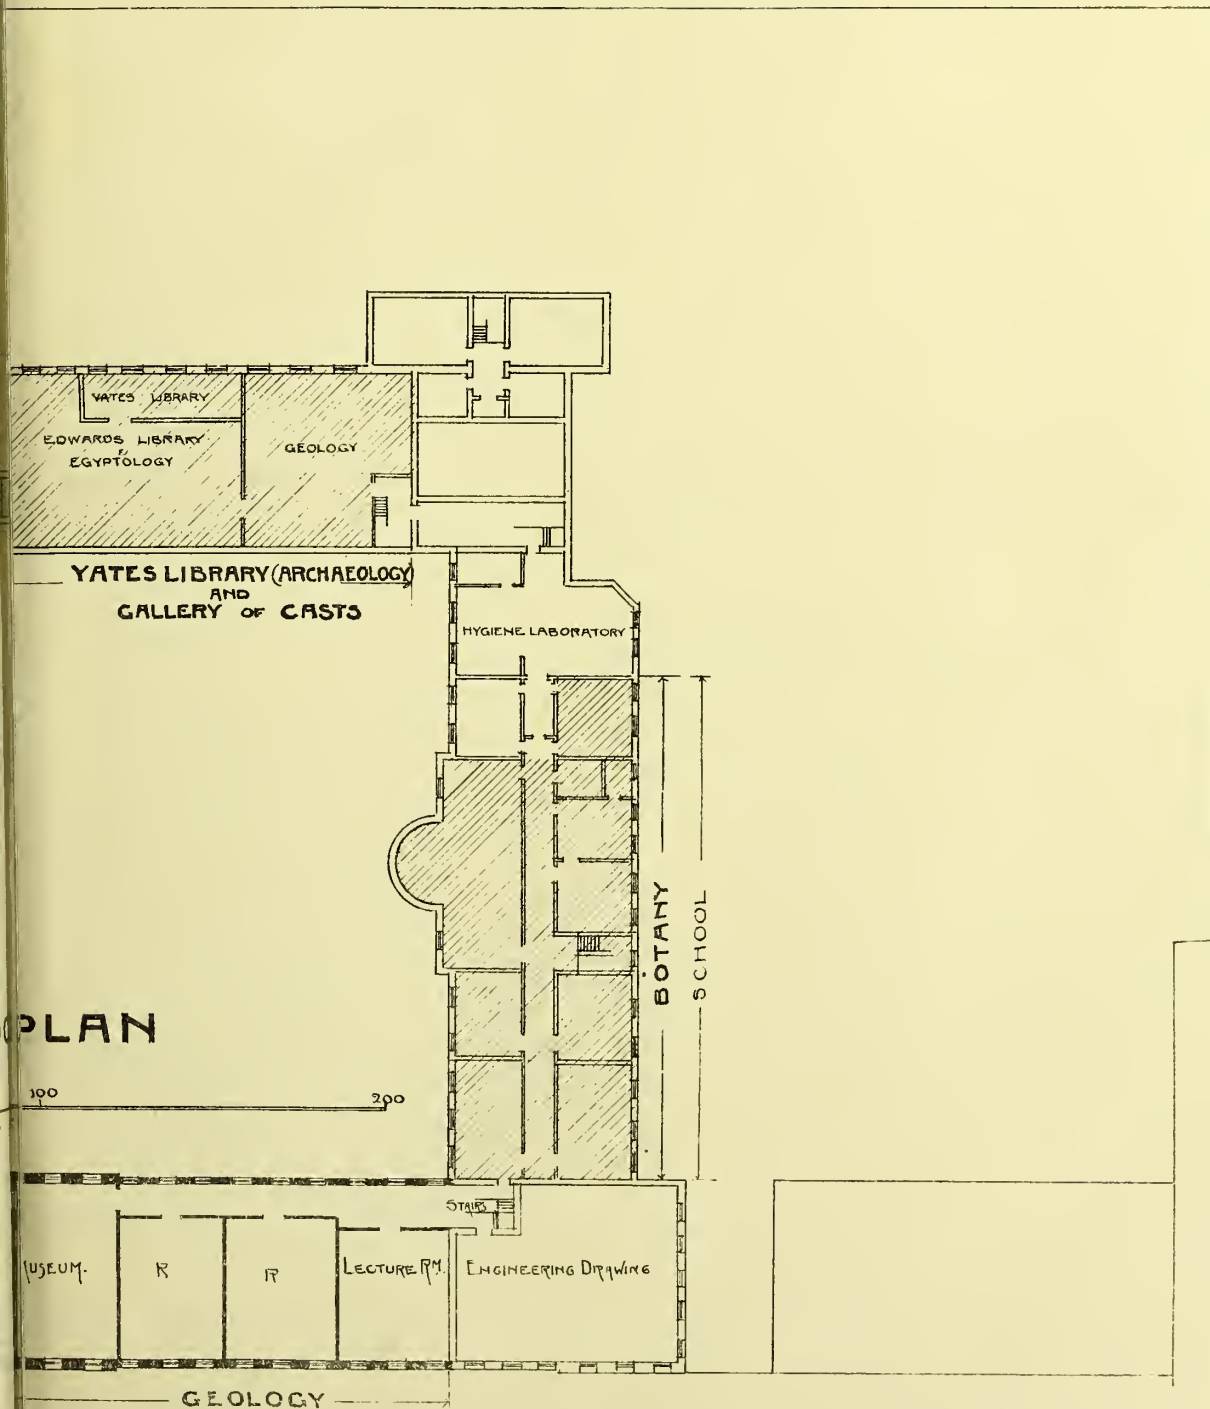 YATES LIBRARY
EDWARDS LIBRARY
EGYPTOLOGY
GEOLOGY
YATES LIBRARY (ARCHAEOLOGY)
AND
GALLERY OF CASTS
HYGIENE LABORATORY
BOTANY
SCHOOL
PLAN
100
200
STAIRS
USEUM.
R
R
LECTURE RM.
ENGINEERING DRAWING
GEOLOGY